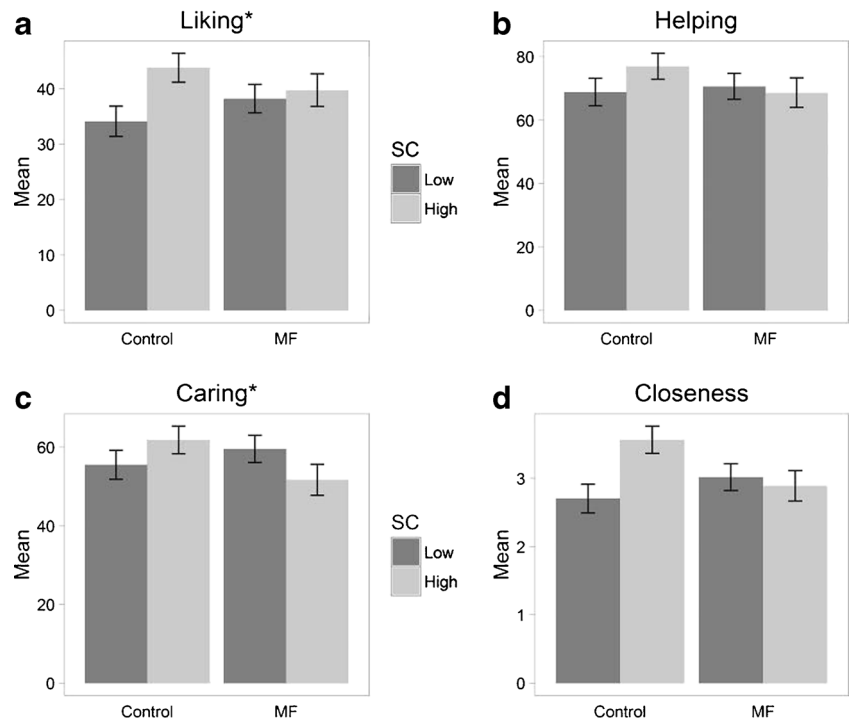 a
Liking*
Mean
40
30
20
10
0
Control
MF
SC
Low
High
b
Helping
Mean
80
60
40
20
0
Control
MF
c
Caring*
Mean
60
40
20
0
Control
MF
SC
Low
High
d
Closeness
Mean
3
2
1
0
Control
MF